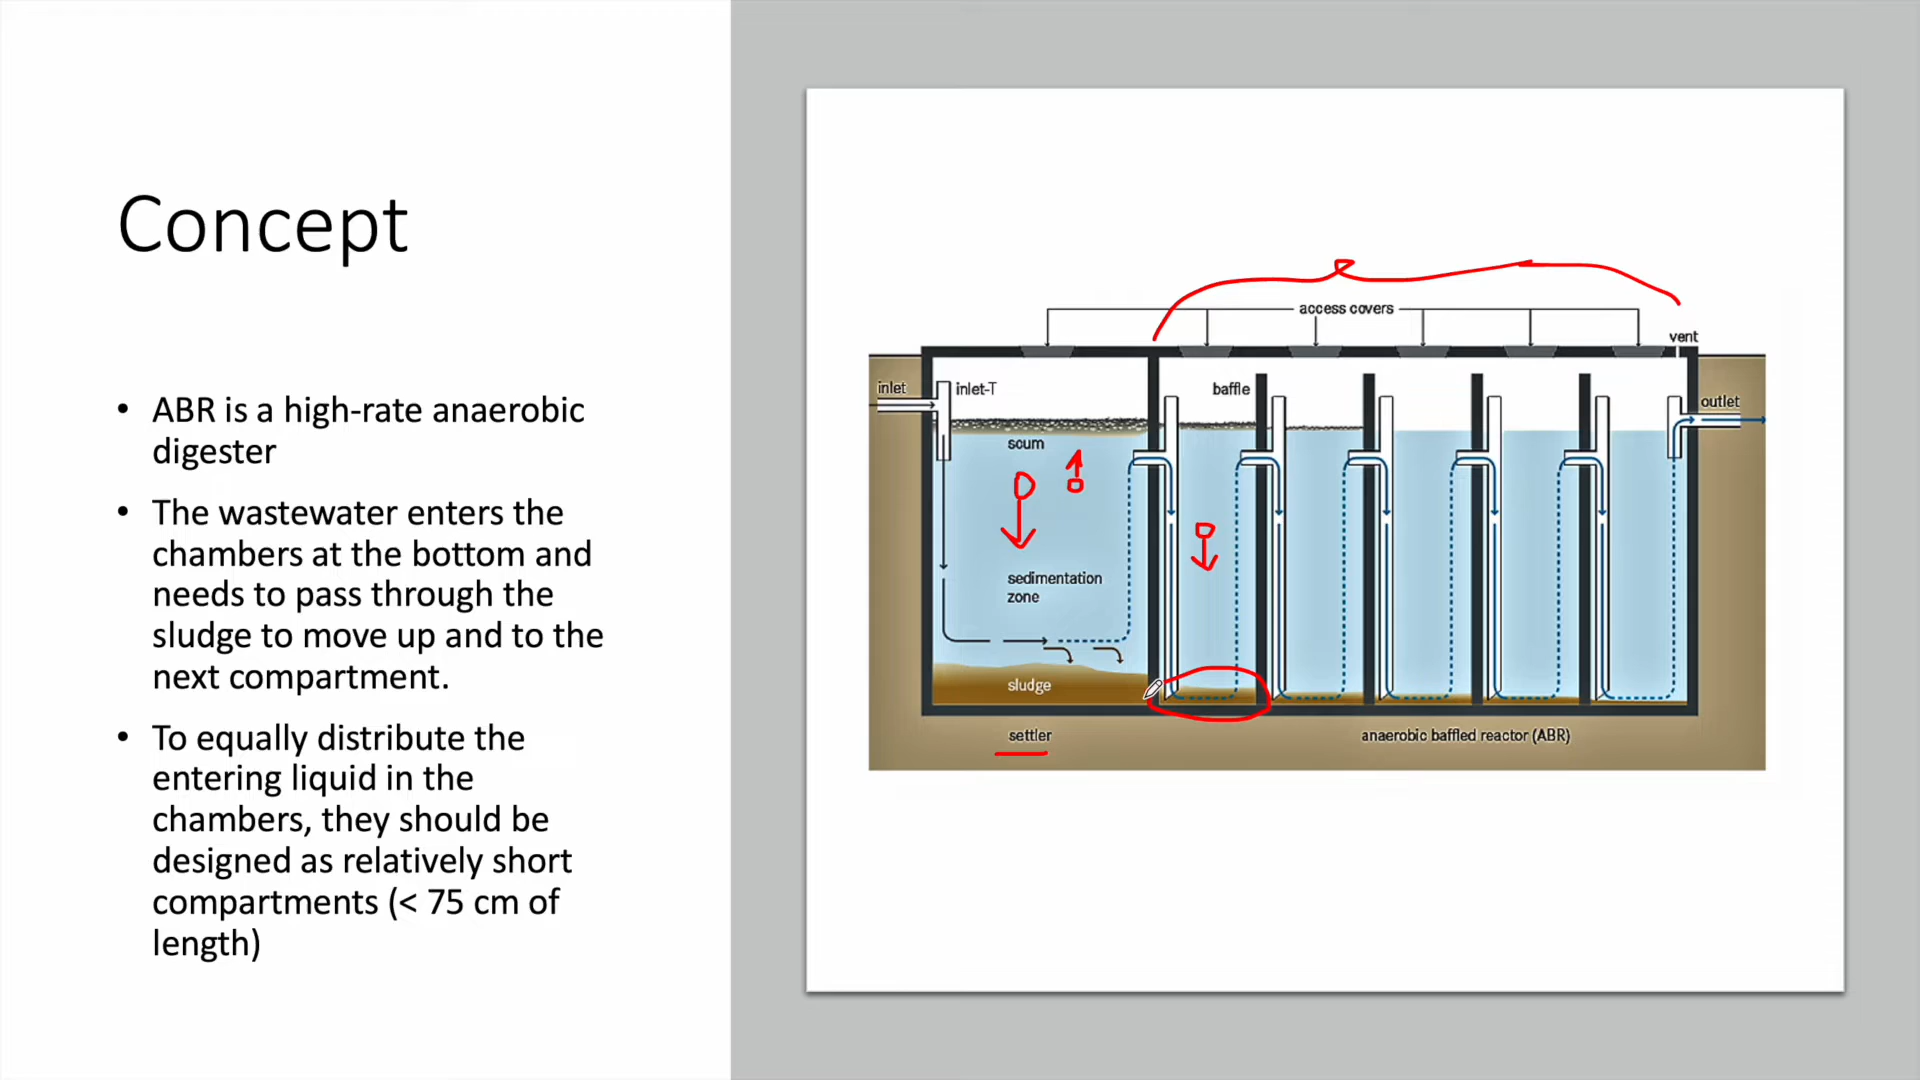 Concept
• ABR is a high-rate anaerobic
digester
• The wastewater enters the
chambers at the bottom and
needs to pass through the
sludge to move up and to the
next compartment.
• To equally distribute the
entering liquid in the
chambers, they should be
designed as relatively short
compartments (< 75 cm of
length)
access covers
vent
inlet
inlet-T
baffle
outlet
scum
sedimentation
zone
sludge
settler
anaerobic baffled reactor (ABR)